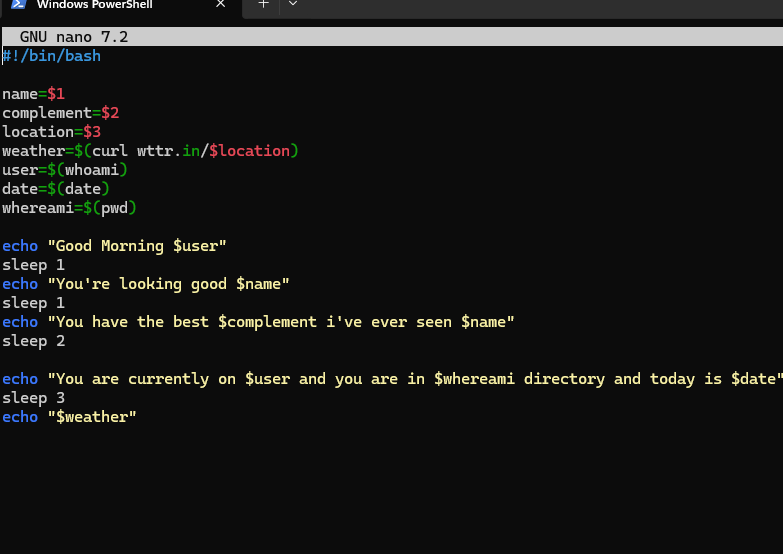 Windows PowerShell
GNU nano 7.2
#!/bin/bash
name=$1
complement=$2
location=$3
weather=$(curl wttr.in/$location)
user=$(whoami)
date=$(date)
whereami=$(pwd)
echo "Good Morning $user"
sleep 1
echo "You're looking good $name"
sleep 1
echo "You have the best $complement i've ever seen $name"
sleep 2
echo "You are currently on $user and you are in $whereami directory and today is $date"
sleep 3
echo "$weather"